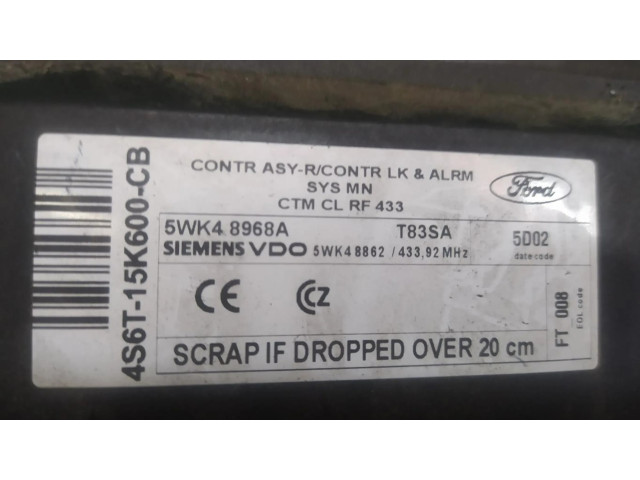 4S6T-15K600-CB
CONTR ASY-R/CONTR LK & ALRM
SYS MN
CTM CL RF 433
Ford
5WK4 8968A T83SA
SIEMENS VDO 5WK4 8862 / 433,92 MHz
5D02
date code
CE CCZ
FT 008
EOL code
SCRAP IF DROPPED OVER 20 cm